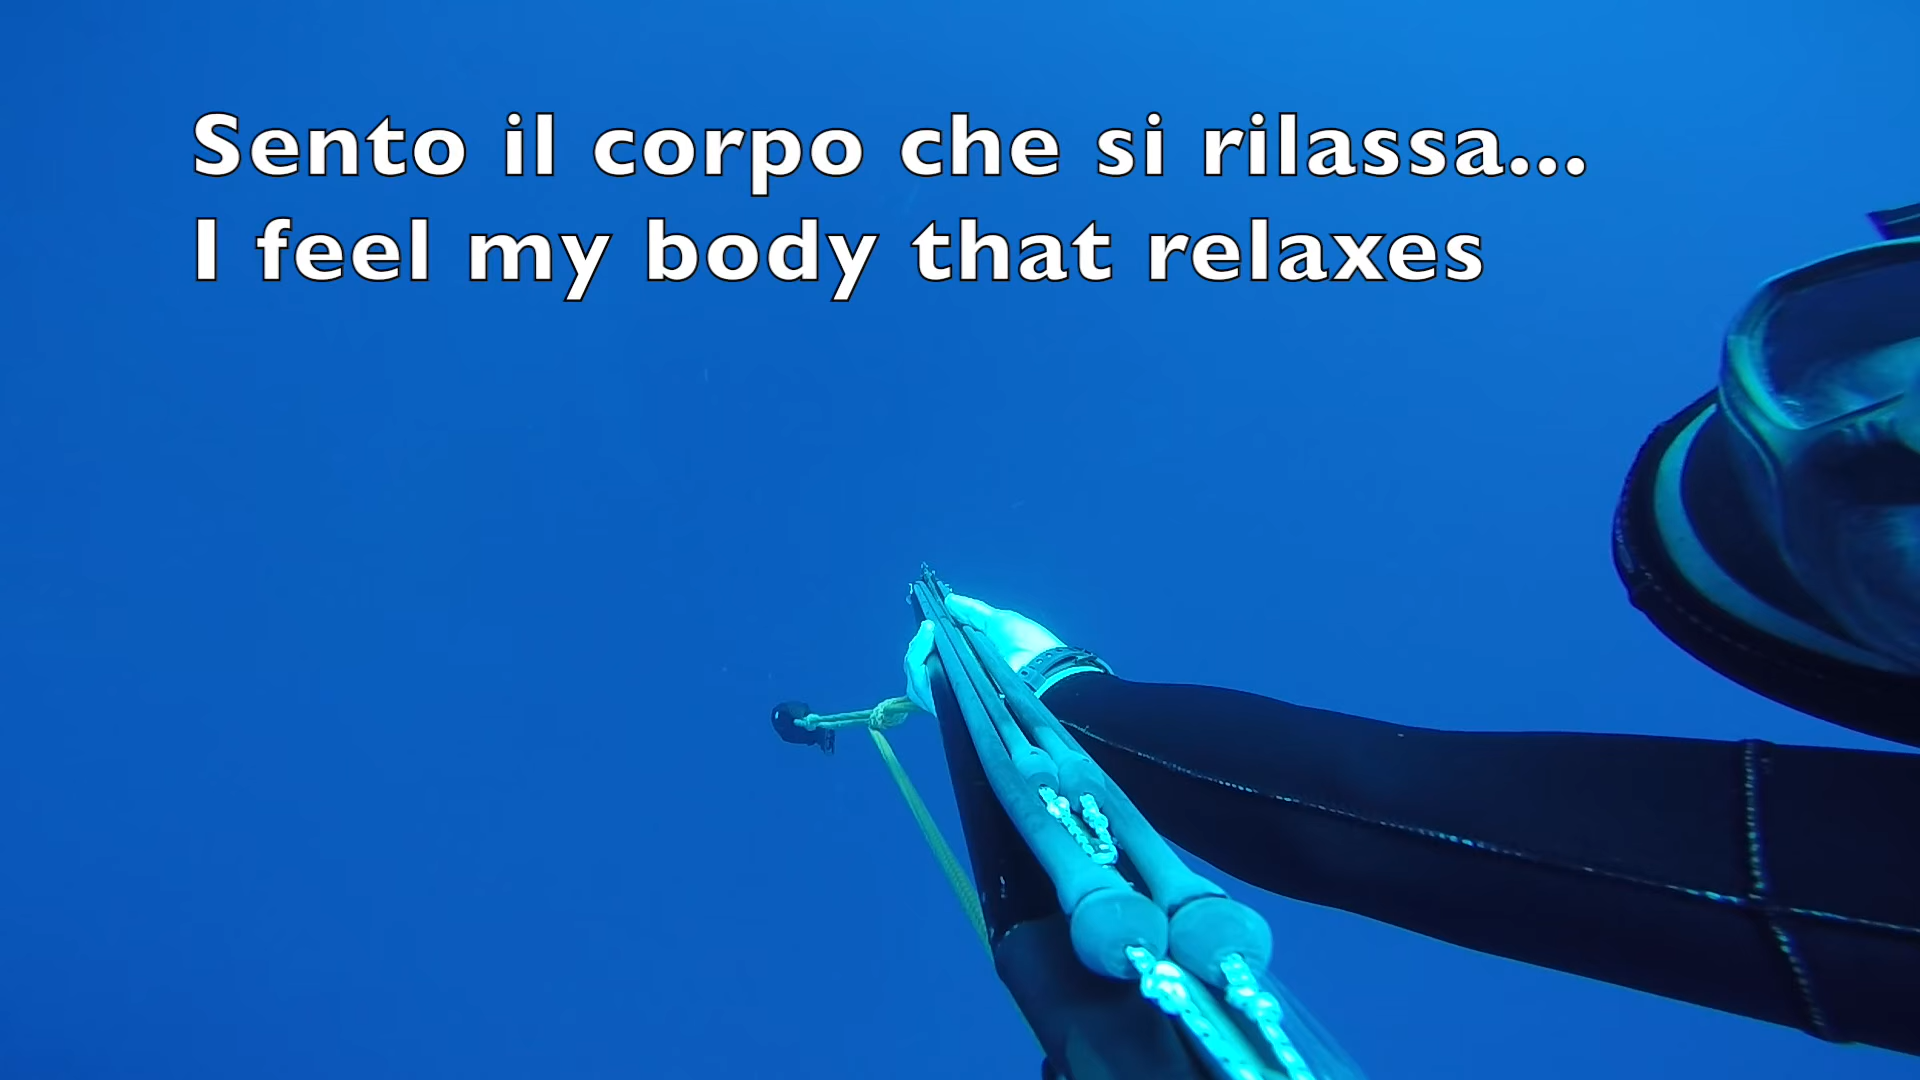 Sento il corpo che si rilassa...
I feel my body that relaxes